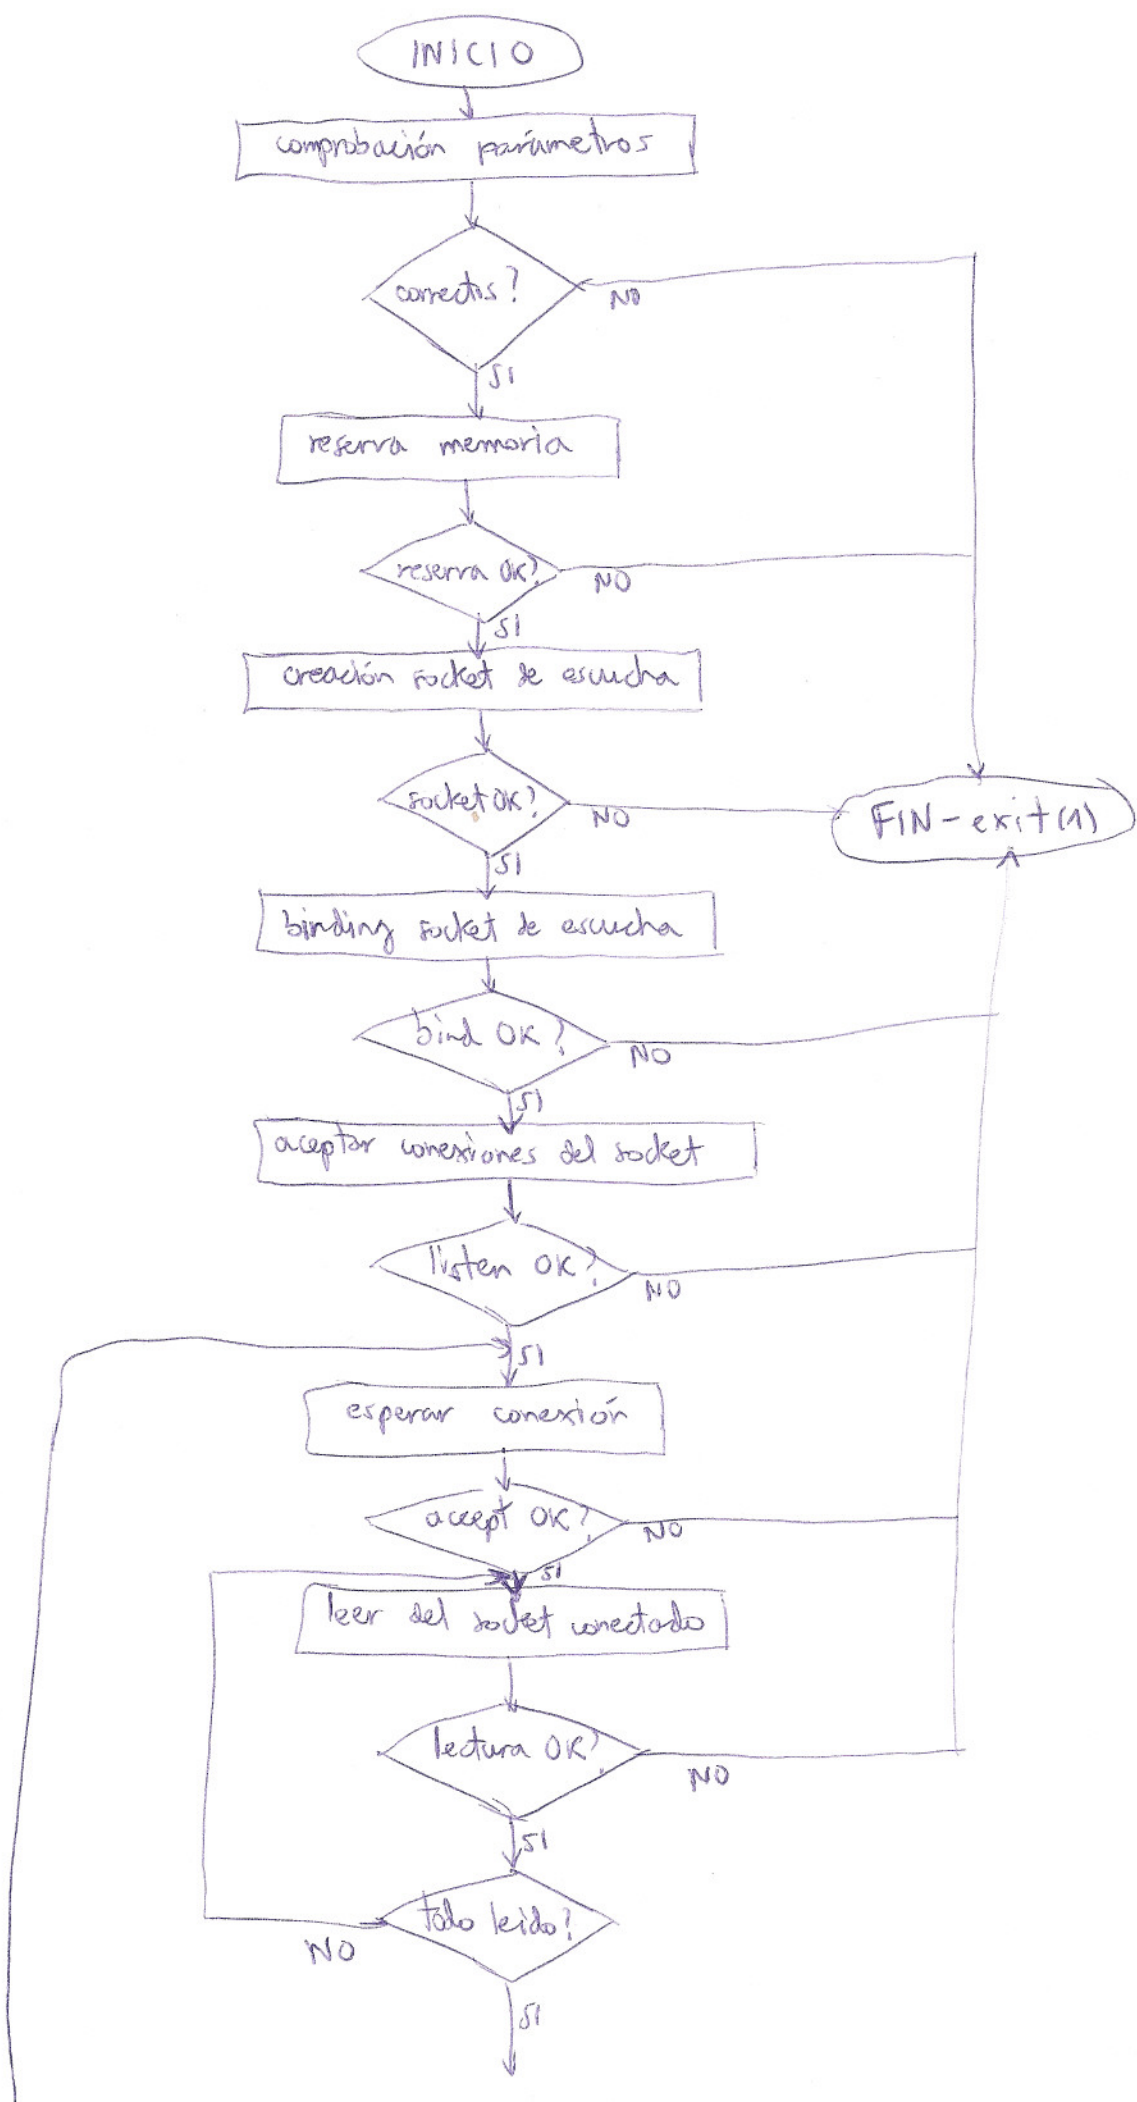 INICIO
comprobación parámetros
correctos?
NO
SI
reserva memoria
reserva OK?
NO
SI
creación socket de escucha
socket OK?
NO
FIN-exit(1)
SI
binding socket de escucha
bind OK?
NO
SI
aceptar conexiones del socket
listen OK?
NO
SI
esperar conexión
accept OK?
NO
SI
leer del socket conectado
lectura OK?
NO
SI
todo leido?
NO
SI